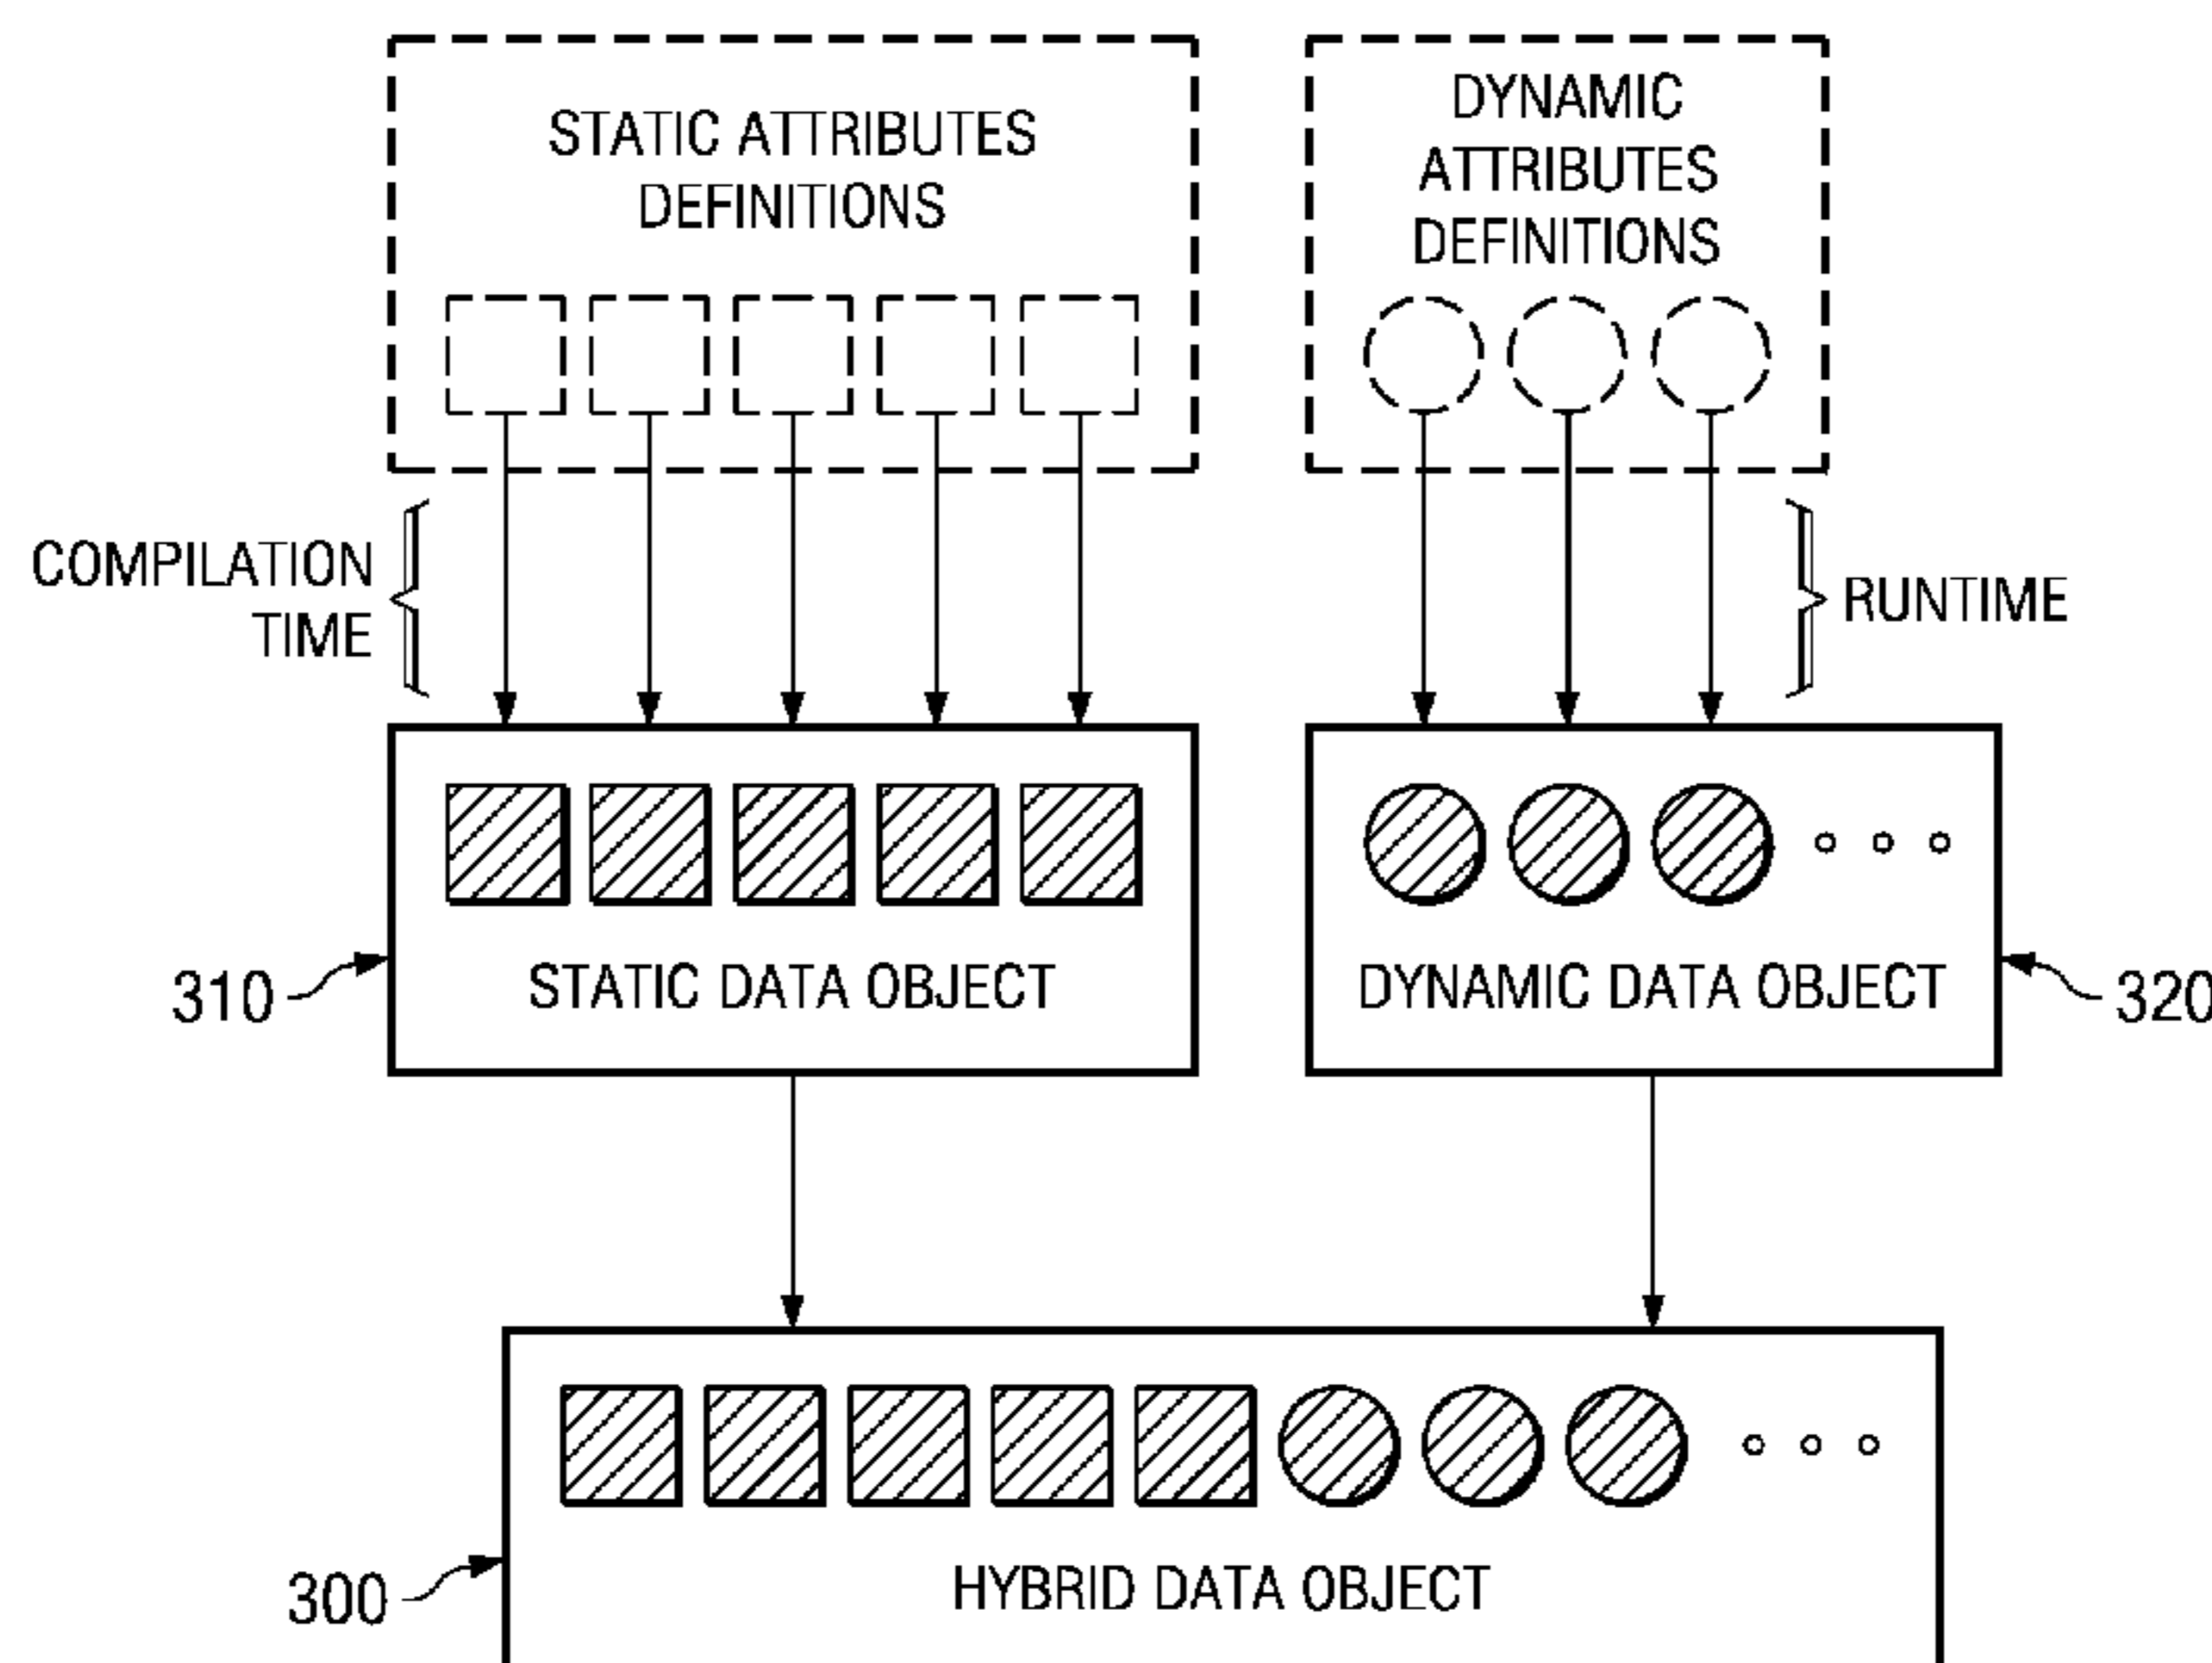 STATIC ATTRIBUTES
DEFINITIONS
DYNAMIC
ATTRIBUTES
DEFINITIONS
COMPILATION
TIME
RUNTIME
310
STATIC DATA OBJECT
DYNAMIC DATA OBJECT
320
300
HYBRID DATA OBJECT